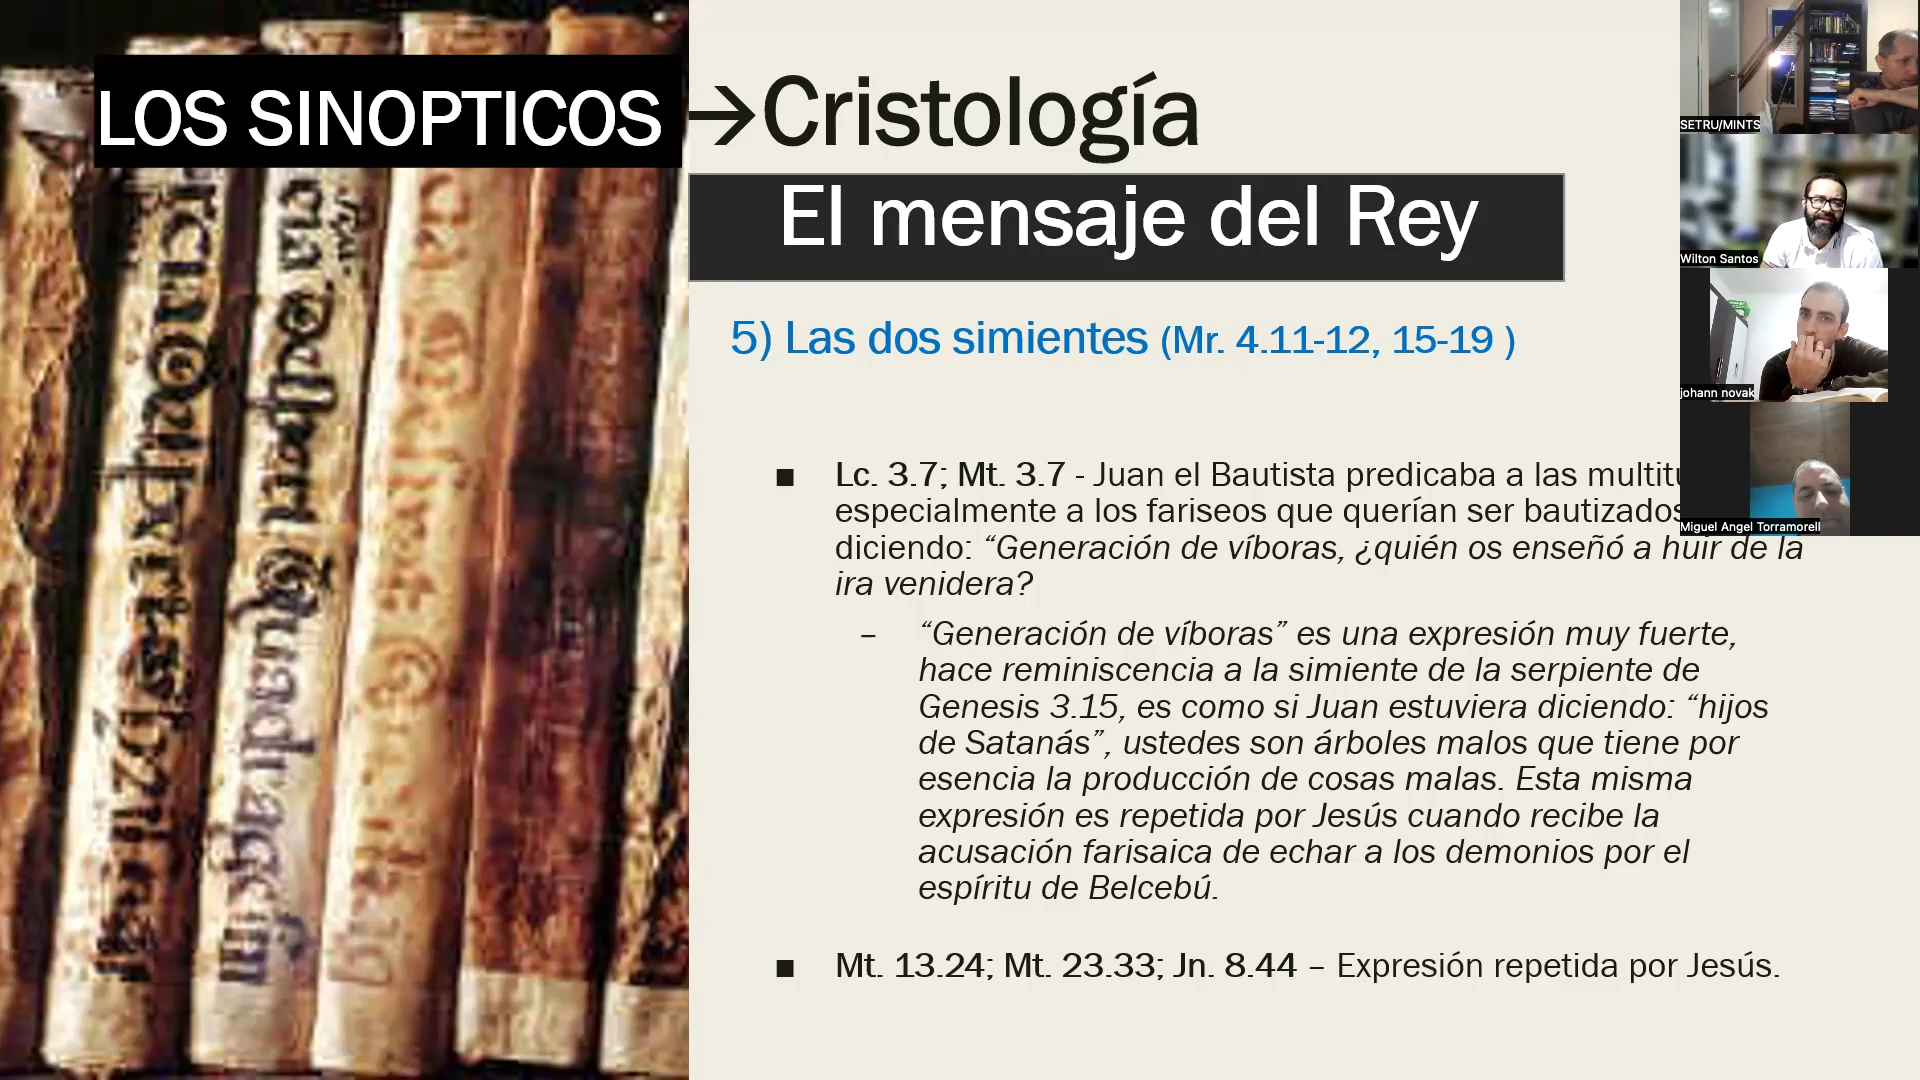 LOS SINOPTICOS →Cristología
El mensaje del Rey
5) Las dos simientes (Mr. 4.11-12, 15-19 )
■ Lc. 3.7; Mt. 3.7 - Juan el Bautista predicaba a las
especialmente a los fariseos que querían ser bautizados
diciendo: “Generación de víboras, ¿quién os enseñó a huir de la
ira venidera?
– “Generación de víboras” es una expresión muy fuerte,
hace reminiscencia a la simiente de la serpiente de
Genesis 3.15, es como si Juan estuviera diciendo: “hijos
de Satanás”, ustedes son árboles malos que tiene por
esencia la producción de cosas malas. Esta misma
expresión es repetida por Jesús cuando recibe la
acusación farisaica de echar a los demonios por el
espíritu de Belcebú.
■ Mt. 13.24; Mt. 23.33; Jn. 8.44 – Expresión repetida por Jesús.
SETRU/MINTS
Wilton Santos
johann novak
Miguel Angel Torramorell